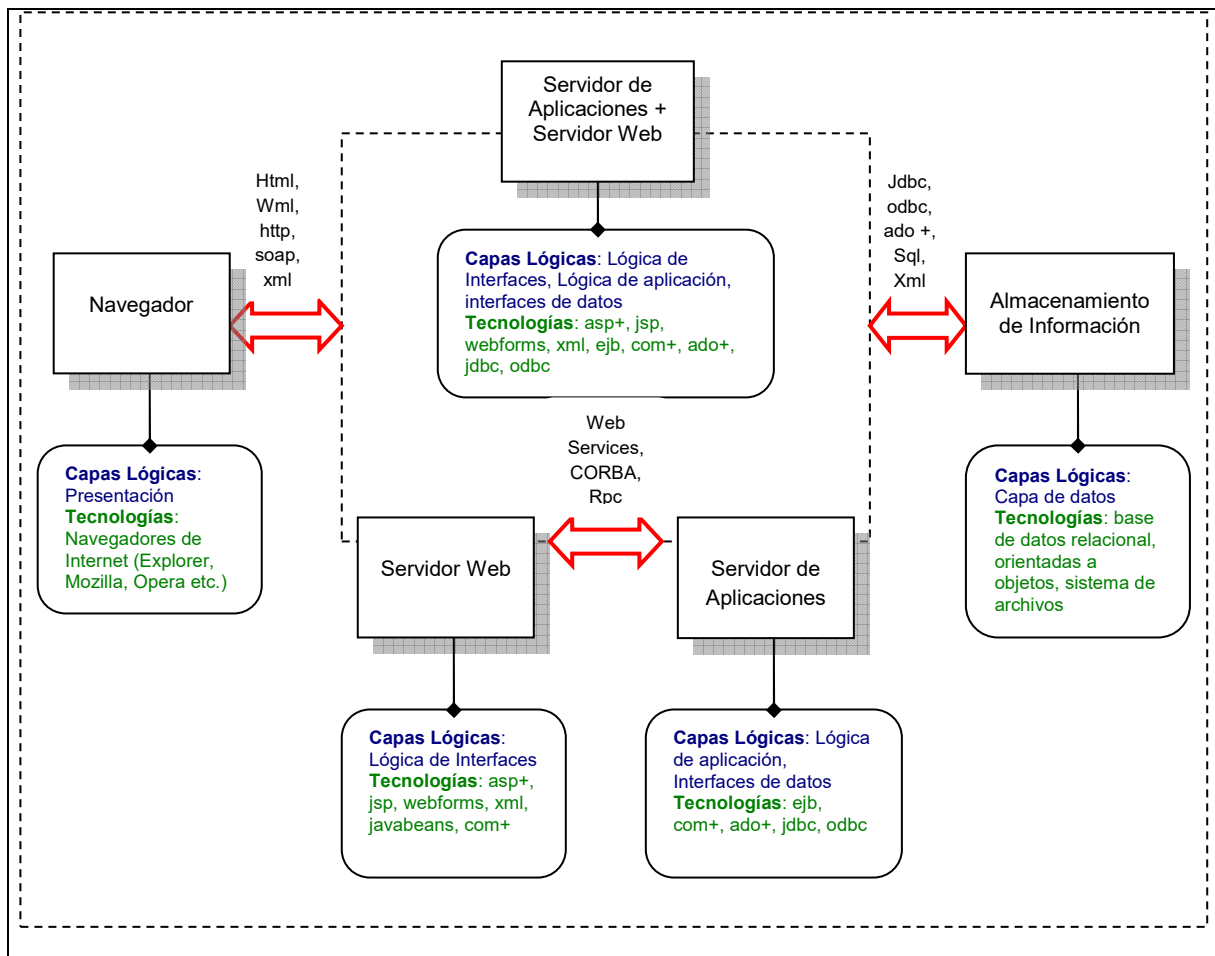 Servidor de
Aplicaciones +
Servidor Web
Html,
Wml,
http,
soap,
xml
Jdbc,
odbc,
ado +,
Sql,
Xml
Navegador
Capas Lógicas: Lógica de
Interfaces, Lógica de aplicación,
interfaces de datos
Tecnologías: asp+, jsp,
webforms, xml, ejb, com+, ado+,
jdbc, odbc
Almacenamiento
de Información
Web
Services,
CORBA,
Rpc
Capas Lógicas:
Presentación
Tecnologías:
Navegadores de
Internet (Explorer,
Mozilla, Opera etc.)
Servidor Web
Servidor de
Aplicaciones
Capas Lógicas:
Capa de datos
Tecnologías: base
de datos relacional,
orientadas a
objetos, sistema de
archivos
Capas Lógicas:
Lógica de Interfaces
Tecnologías: asp+,
jsp, webforms, xml,
javabeans, com+
Capas Lógicas: Lógica
de aplicación,
Interfaces de datos
Tecnologías: ejb,
com+, ado+, jdbc, odbc